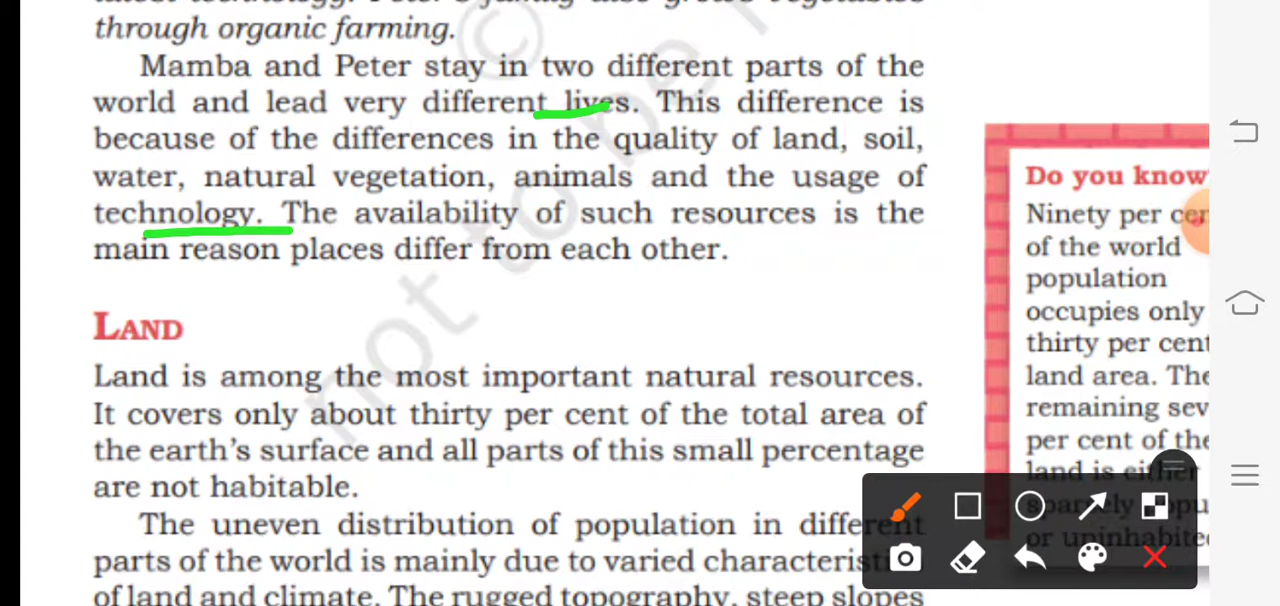 through organic farming.
Mamba and Peter stay in two different parts of the
world and lead very different lives. This difference is
because of the differences in the quality of land, soil,
water, natural vegetation, animals and the usage of
technology. The availability of such resources is the
main reason places differ from each other.
LAND
Land is among the most important natural resources.
It covers only about thirty per cent of the total area of
the earth's surface and all parts of this small percentage
are not habitable.
The uneven distribution of population in different
parts of the world is mainly due to varied
of land and climate. The rugged topography, steep slopes
Do you know
Ninety per
of the world
population
occupies only
thirty per cent
land area. The
remaining
per cent of the
land is either
or
not to be
©